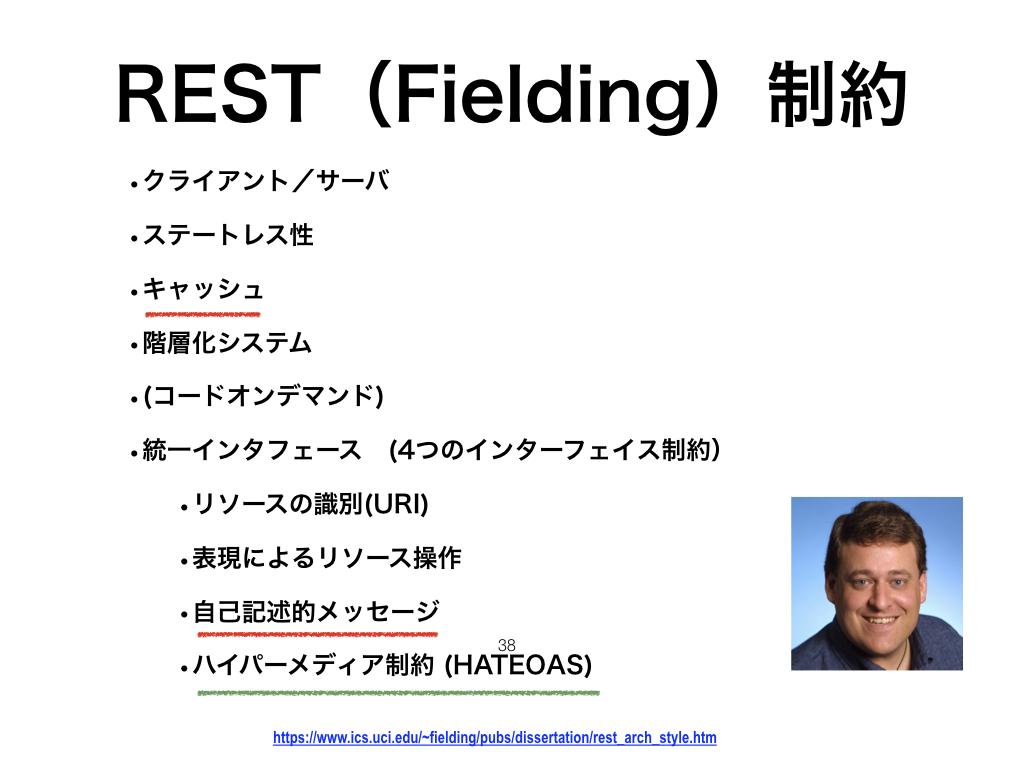 REST（Fielding）制約
•クライアント／サーバ
•ステートレス性
•キャッシュ
•階層化システム
•(コードオンデマンド)
•統一インタフェース　(4つのインターフェイス制約）
•リソースの識別(URI)
•表現によるリソース操作
•自己記述的メッセージ
38
•ハイパーメディア制約 (HATEOAS)
https://www.ics.uci.edu/~fielding/pubs/dissertation/rest_arch_style.htm